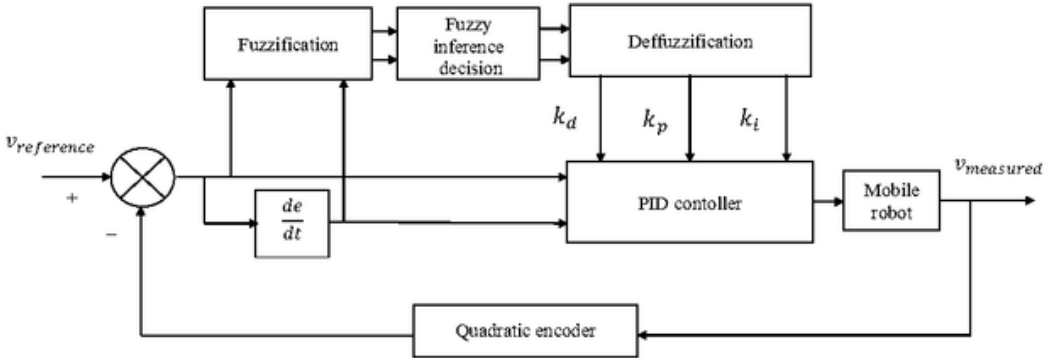 Fuzzification
Fuzzy
inference
decision
Deffuzzification
k_d
k_p
k_i
v_reference
+
−
de
dt
PID contoller
Mobile
robot
v_measured
Quadratic encoder